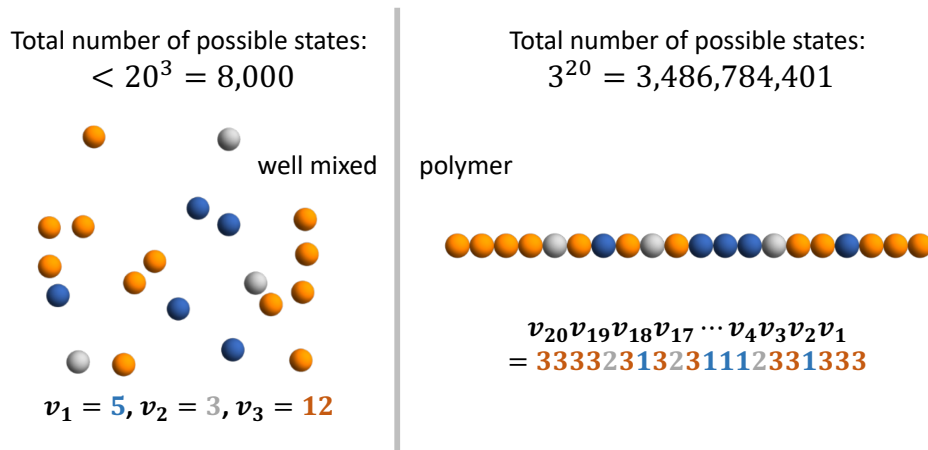 Total number of possible states:
< 20³ = 8,000
well mixed
v₁ = 5, v₂ = 3, v₃ = 12
Total number of possible states:
3²⁰ = 3,486,784,401
polymer
v₂₀v₁₉v₁₈v₁₇ ⋯ v₄v₃v₂v₁
= 33332313231112331333